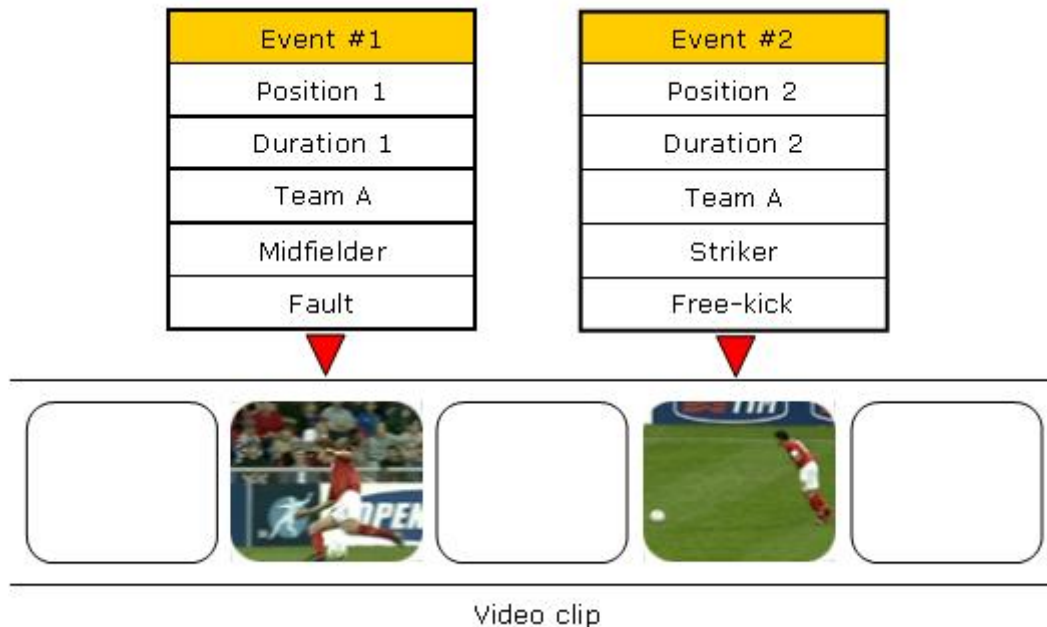 Event #1
Position 1
Duration 1
Team A
Midfielder
Fault
Event #2
Position 2
Duration 2
Team A
Striker
Free-kick
OPEN
TIM
Video clip